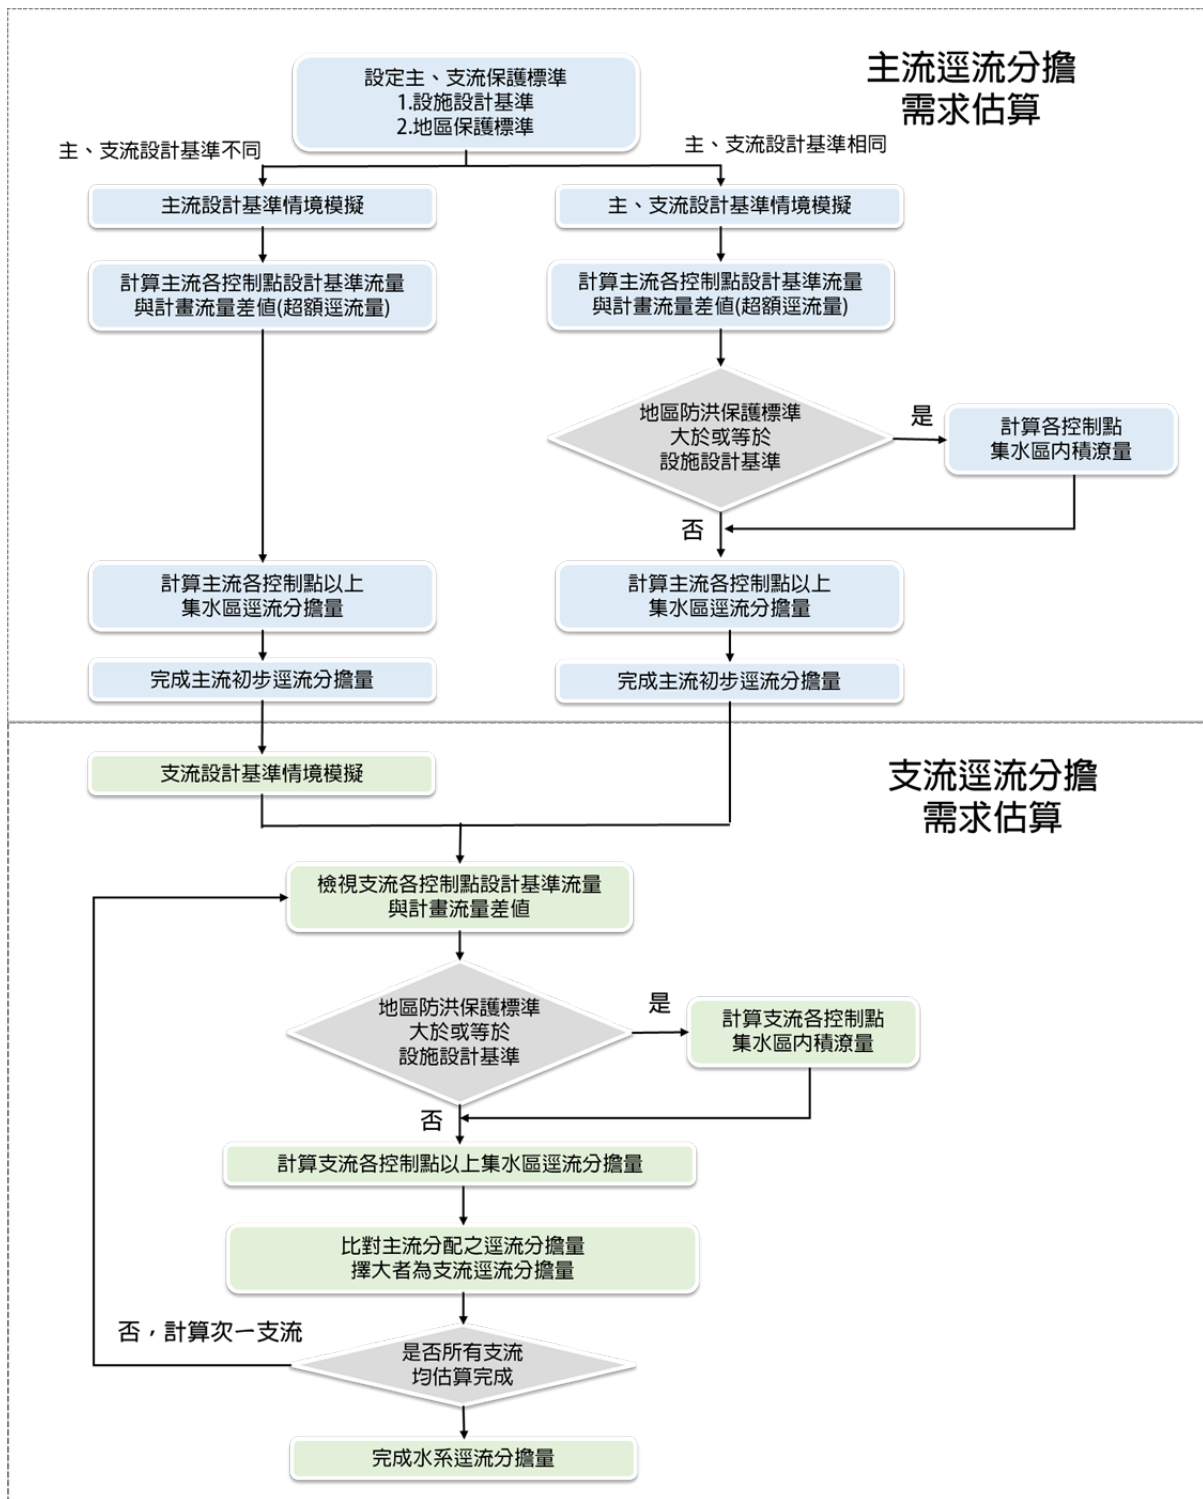 主流逕流分擔
需求估算
設定主、支流保護標準
1.設施設計基準
2.地區保護標準
主、支流設計基準不同
主、支流設計基準相同
主流設計基準情境模擬
主、支流設計基準情境模擬
計算主流各控制點設計基準流量
與計畫流量差值(超額逕流量)
計算主流各控制點設計基準流量
與計畫流量差值(超額逕流量)
地區防洪保護標準
大於或等於
設施設計基準
是
計算各控制點
集水區內積潦量
否
計算主流各控制點以上
集水區逕流分擔量
計算主流各控制點以上
集水區逕流分擔量
完成主流初步逕流分擔量
完成主流初步逕流分擔量
支流逕流分擔
需求估算
支流設計基準情境模擬
檢視支流各控制點設計基準流量
與計畫流量差值
地區防洪保護標準
大於或等於
設施設計基準
是
計算支流各控制點
集水區內積潦量
否
計算支流各控制點以上集水區逕流分擔量
比對主流分配之逕流分擔量
擇大者為支流逕流分擔量
否，計算次一支流
是否所有支流
均估算完成
完成水系逕流分擔量